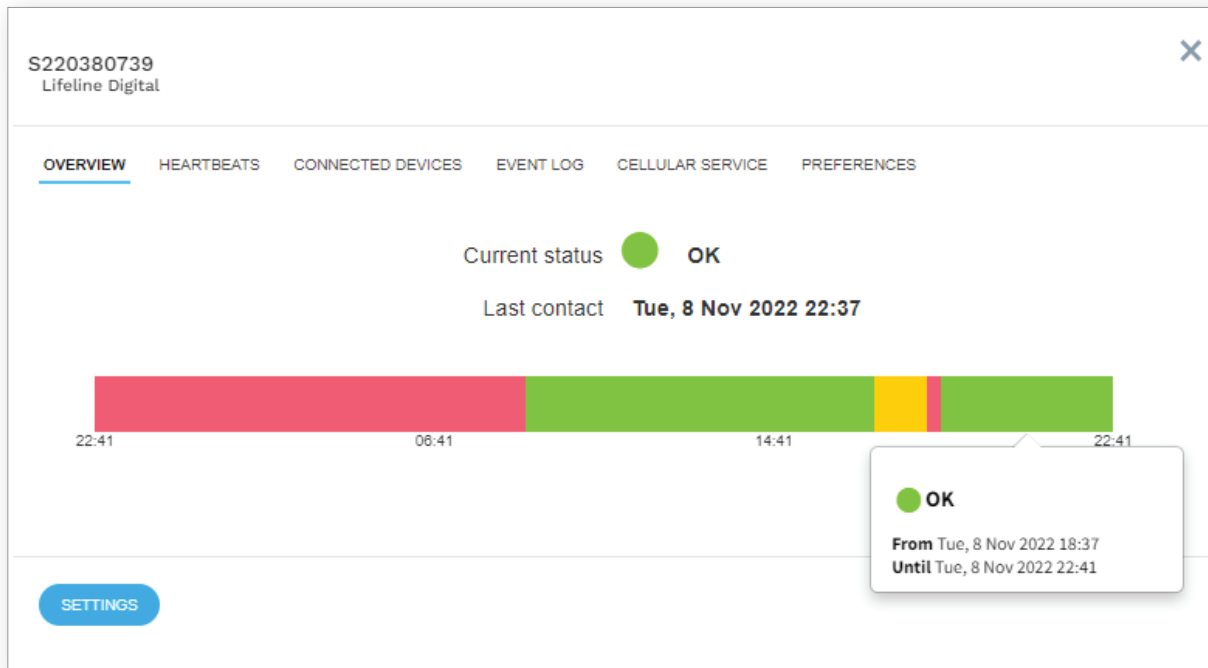 S220380739
Lifeline Digital
OVERVIEW HEARTBEATS CONNECTED DEVICES EVENT LOG CELLULAR SERVICE PREFERENCES
Current status OK
Last contact Tue, 8 Nov 2022 22:37
22:41 06:41 14:41 22:41
OK
From Tue, 8 Nov 2022 18:37
Until Tue, 8 Nov 2022 22:41
SETTINGS